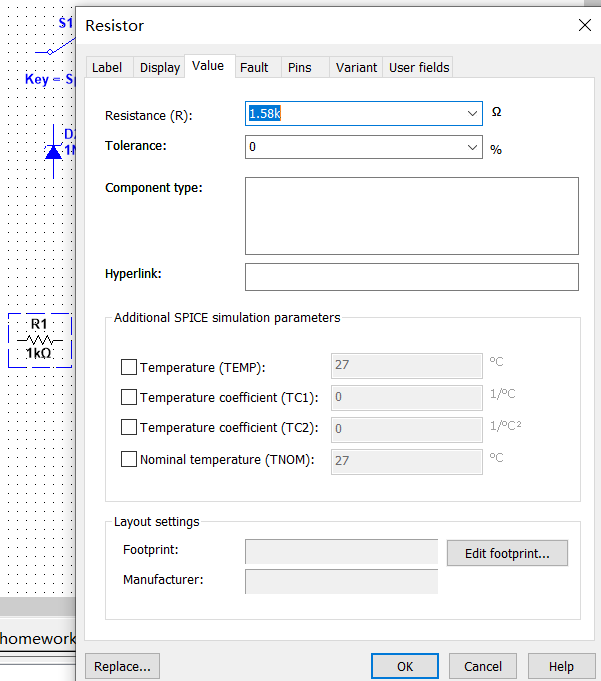 S1
Resistor
Key = Sp
Label Display Value Fault Pins Variant User fields
Resistance (R): 1.58k Ω
Tolerance: 0 %
D2
1N
Component type:
Hyperlink:
Additional SPICE simulation parameters
R1
1kΩ
Temperature (TEMP): 27 °C
Temperature coefficient (TC1): 0 1/°C
Temperature coefficient (TC2): 0 1/°C²
Nominal temperature (TNOM): 27 °C
Layout settings
Footprint: Edit footprint...
Manufacturer:
homework
Replace... OK Cancel Help